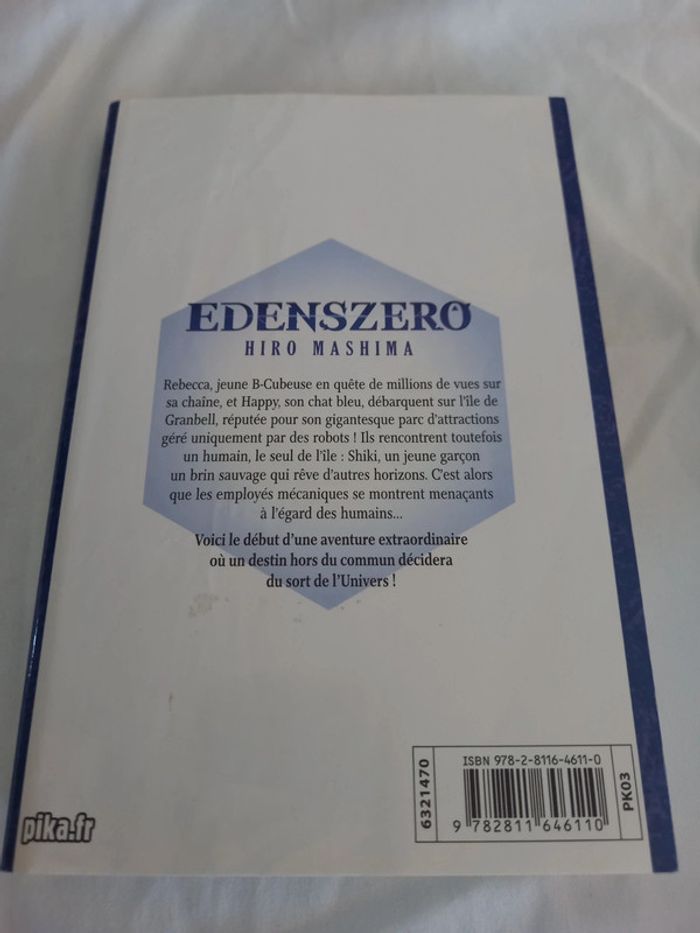 EDENSZERO
HIRO MASHIMA
Rebecca, jeune B-Cubeuse en quête de millions de vues sur
sa chaîne, et Happy, son chat bleu, débarquent sur l'île de
Granbell, réputée pour son gigantesque parc d'attractions
géré uniquement par des robots ! Ils rencontrent toutefois
un humain, le seul de l'île : Shiki, un jeune garçon
un brin sauvage qui rêve d'autres horizons. C'est alors
que les employés mécaniques se montrent menaçants
à l'égard des humains...
Voici le début d'une aventure extraordinaire
où un destin hors du commun décidera
du sort de l'Univers !
pika.fr
6321470
ISBN 978-2-8116-4611-0
9 782811 646110
PK03